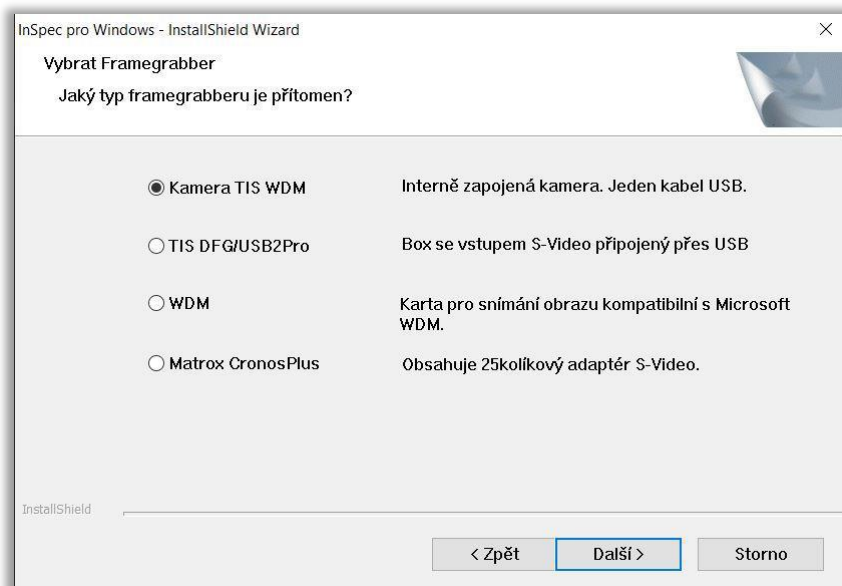 InSpec pro Windows - InstallShield Wizard
Vybrat Framegrabber
Jaký typ framegrabberu je přítomen?
Kamera TIS WDM
Interně zapojená kamera. Jeden kabel USB.
TIS DFG/USB2Pro
Box se vstupem S-Video připojený přes USB
WDM
Karta pro snímání obrazu kompatibilní s Microsoft
WDM.
Matrox CronosPlus
Obsahuje 25kolíkový adaptér S-Video.
InstallShield
< Zpět
Další >
Storno